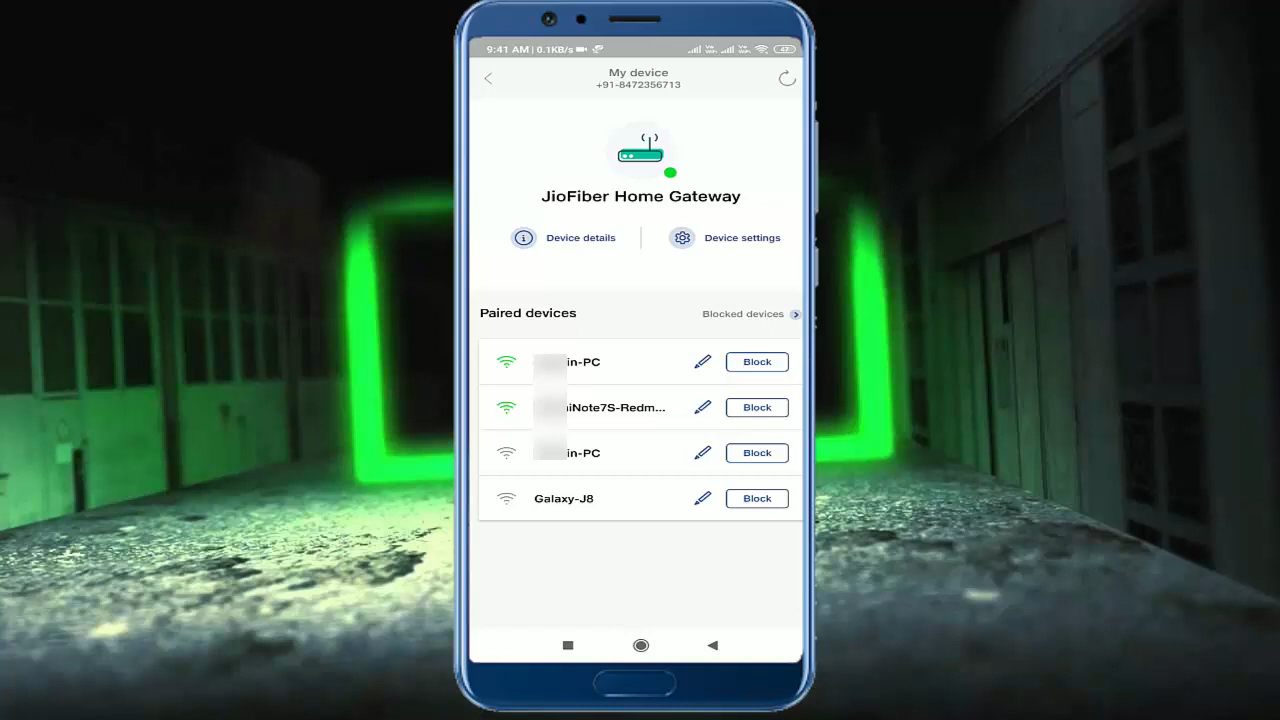 9:41 AM | 0.1KB/s
My device
+91-8472356713
JioFiber Home Gateway
Device details
Device settings
Paired devices
Blocked devices
in-PC
Block
iNote7S-Redm...
Block
in-PC
Block
Galaxy-J8
Block